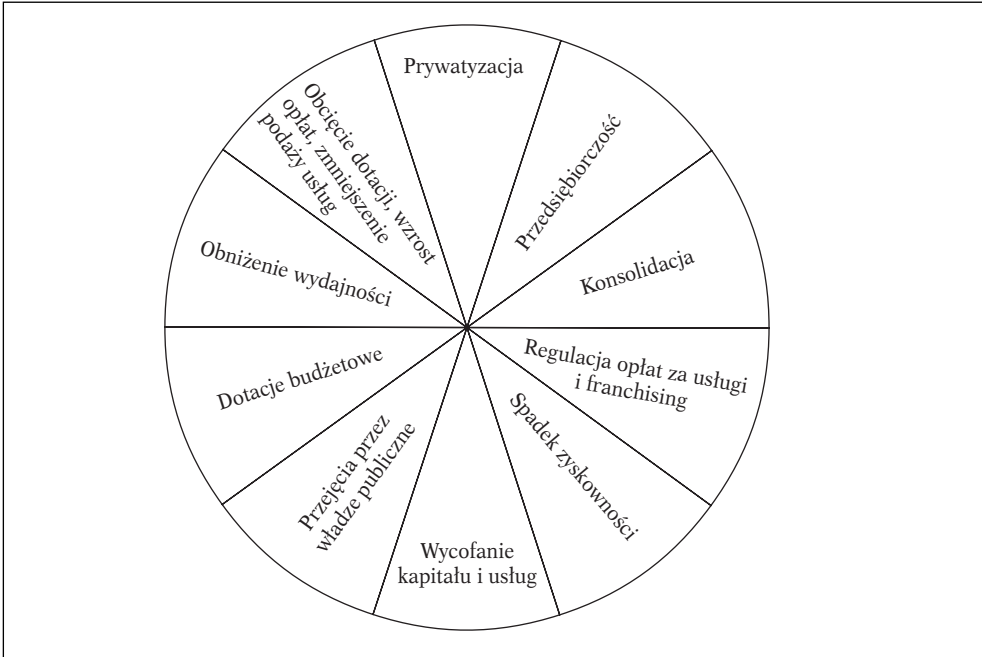 Prywatyzacja
Przedsiębiorczość
Konsolidacja
Regulacja opłat za usługi
i franchising
Spadek zyskowności
Wycofanie
kapitału i usług
Przejęcia przez
władze publiczne
Dotacje budżetowe
Obniżenie wydajności
Obcięcie dotacji, wzrost
opłat, zmniejszenie
podaży usług